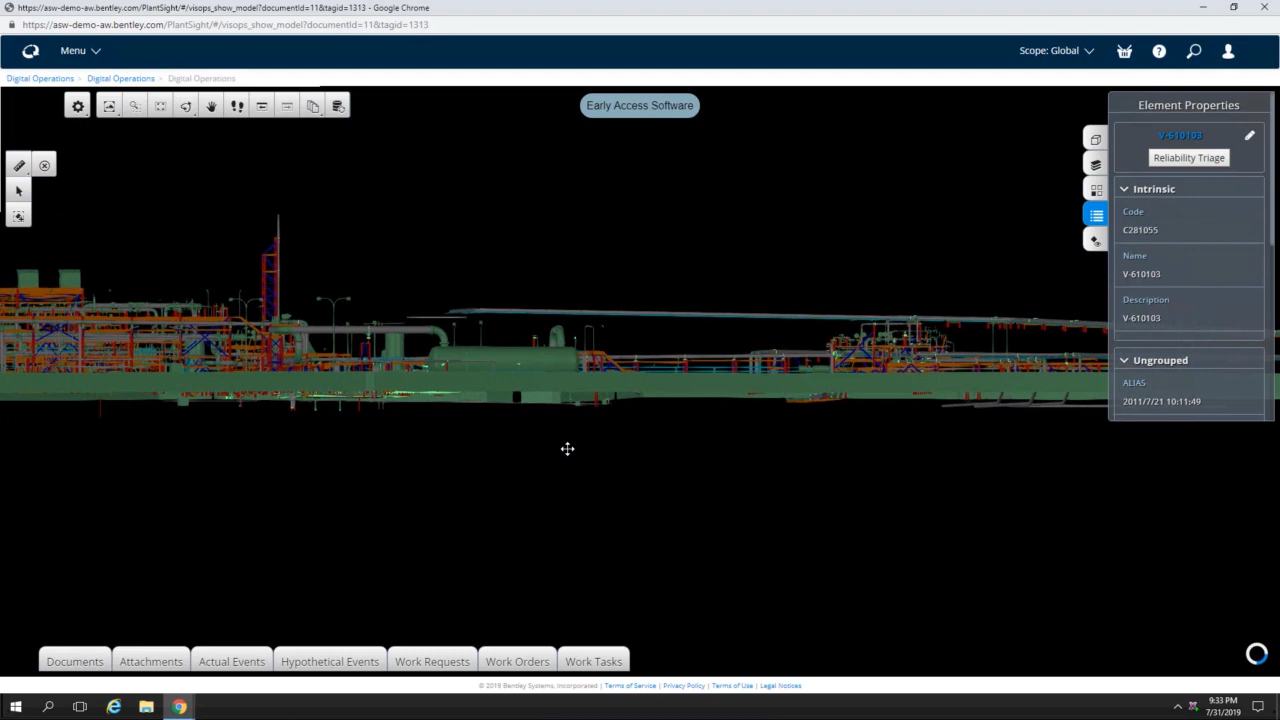 https://asw-demo-aw.bentley.com/PlantSight/#/visops_show_model?documentId=11&tagid=1313 - Google Chrome
https://asw-demo-aw.bentley.com/PlantSight/#/visops_show_model?documentId=11&tagid=1313
Menu
Scope: Global
Digital Operations > Digital Operations > Digital Operations
Early Access Software
Element Properties
V-610103
Reliability Triage
Intrinsic
Code
C281055
Name
V-610103
Description
V-610103
Ungrouped
ALIAS
2011/7/21 10:11:49
Documents
Attachments
Actual Events
Hypothetical Events
Work Requests
Work Orders
Work Tasks
© 2019 Bentley Systems, Incorporated | Terms of Service | Privacy Policy | Terms of Use | Legal Notices
9:33 PM
7/31/2019